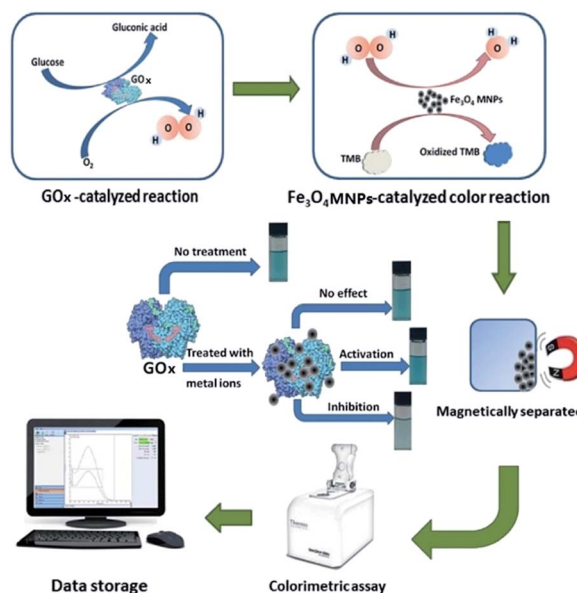 Gluconic acid
Glucose
GOx
H
O O
H
O₂
GOx -catalyzed reaction
H
O O
H
H
O
H
Fe₃O₄ MNPs
TMB
Oxidized TMB
Fe₃O₄MNPs-catalyzed color reaction
No treatment
No effect
GOx
Treated with
metal ions
Activation
Inhibition
Magnetically separated
Thermo
Data storage
Colorimetric assay